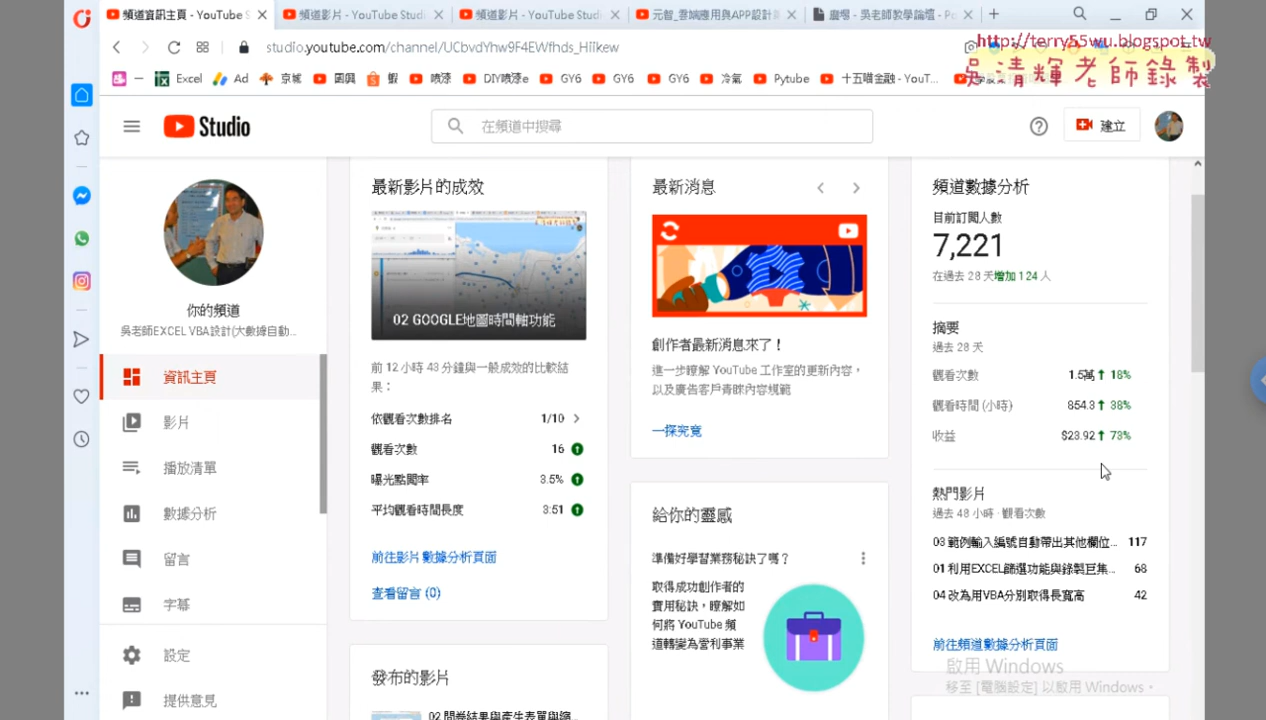 頻道資訊主頁 - YouTube S
頻道影片 - YouTube Studi
頻道影片 - YouTube Studi
元智_雲端應用與APP設計
塵爆 - 吳老師教學論壇 - P
studio.youtube.com/channel/UCbvdYhw9F4EWfhds_Hiikew
http://terry55wu.blogspot.tw
吳清輝老師錄製
Excel
Ad
蝦
噴漆
DIY噴漆e
GY6
GY6
GY6
冷氣
Pytube
十五喵金融 - YouT...
Studio
在頻道中搜尋
建立
你的頻道
吳老師EXCEL VBA設計(大數據自動...
資訊主頁
影片
播放清單
數據分析
留言
字幕
設定
提供意見
最新影片的成效
02 GOOGLE地圖時間軸功能
前 12 小時 43 分鐘與一般成效的比較結
果：
依觀看次數排名 1/10
觀看次數 16
曝光點閱率 3.5%
平均觀看時間長度 3:51
前往影片數據分析頁面
查看留言 (0)
發布的影片
02 問卷結果與產生表單與縮...
最新消息
創作者最新消息來了！
進一步瞭解 YouTube 工作室的更新內容，
以及廣告客戶青睞內容規範
一探究竟
給你的靈感
準備好學習業務秘訣了嗎？
取得成功創作者的
實用秘訣，瞭解如
何將 YouTube 頻
道轉變為營利事業
頻道數據分析
目前訂閱人數
7,221
在過去 28 天增加 124 人
摘要
過去 28 天
觀看次數 1.5萬 18%
觀看時間 (小時) 854.3 38%
收益 $23.92 73%
熱門影片
過去 48 小時 · 觀看次數
03 範例輸入編號自動帶出其他欄位... 117
01 利用EXCEL篩選功能與錄製巨集... 68
04 改為用VBA分別取得長寬高 42
前往頻道數據分析頁面
啟用 Windows
移至 [電腦設定] 以啟用 Windows。